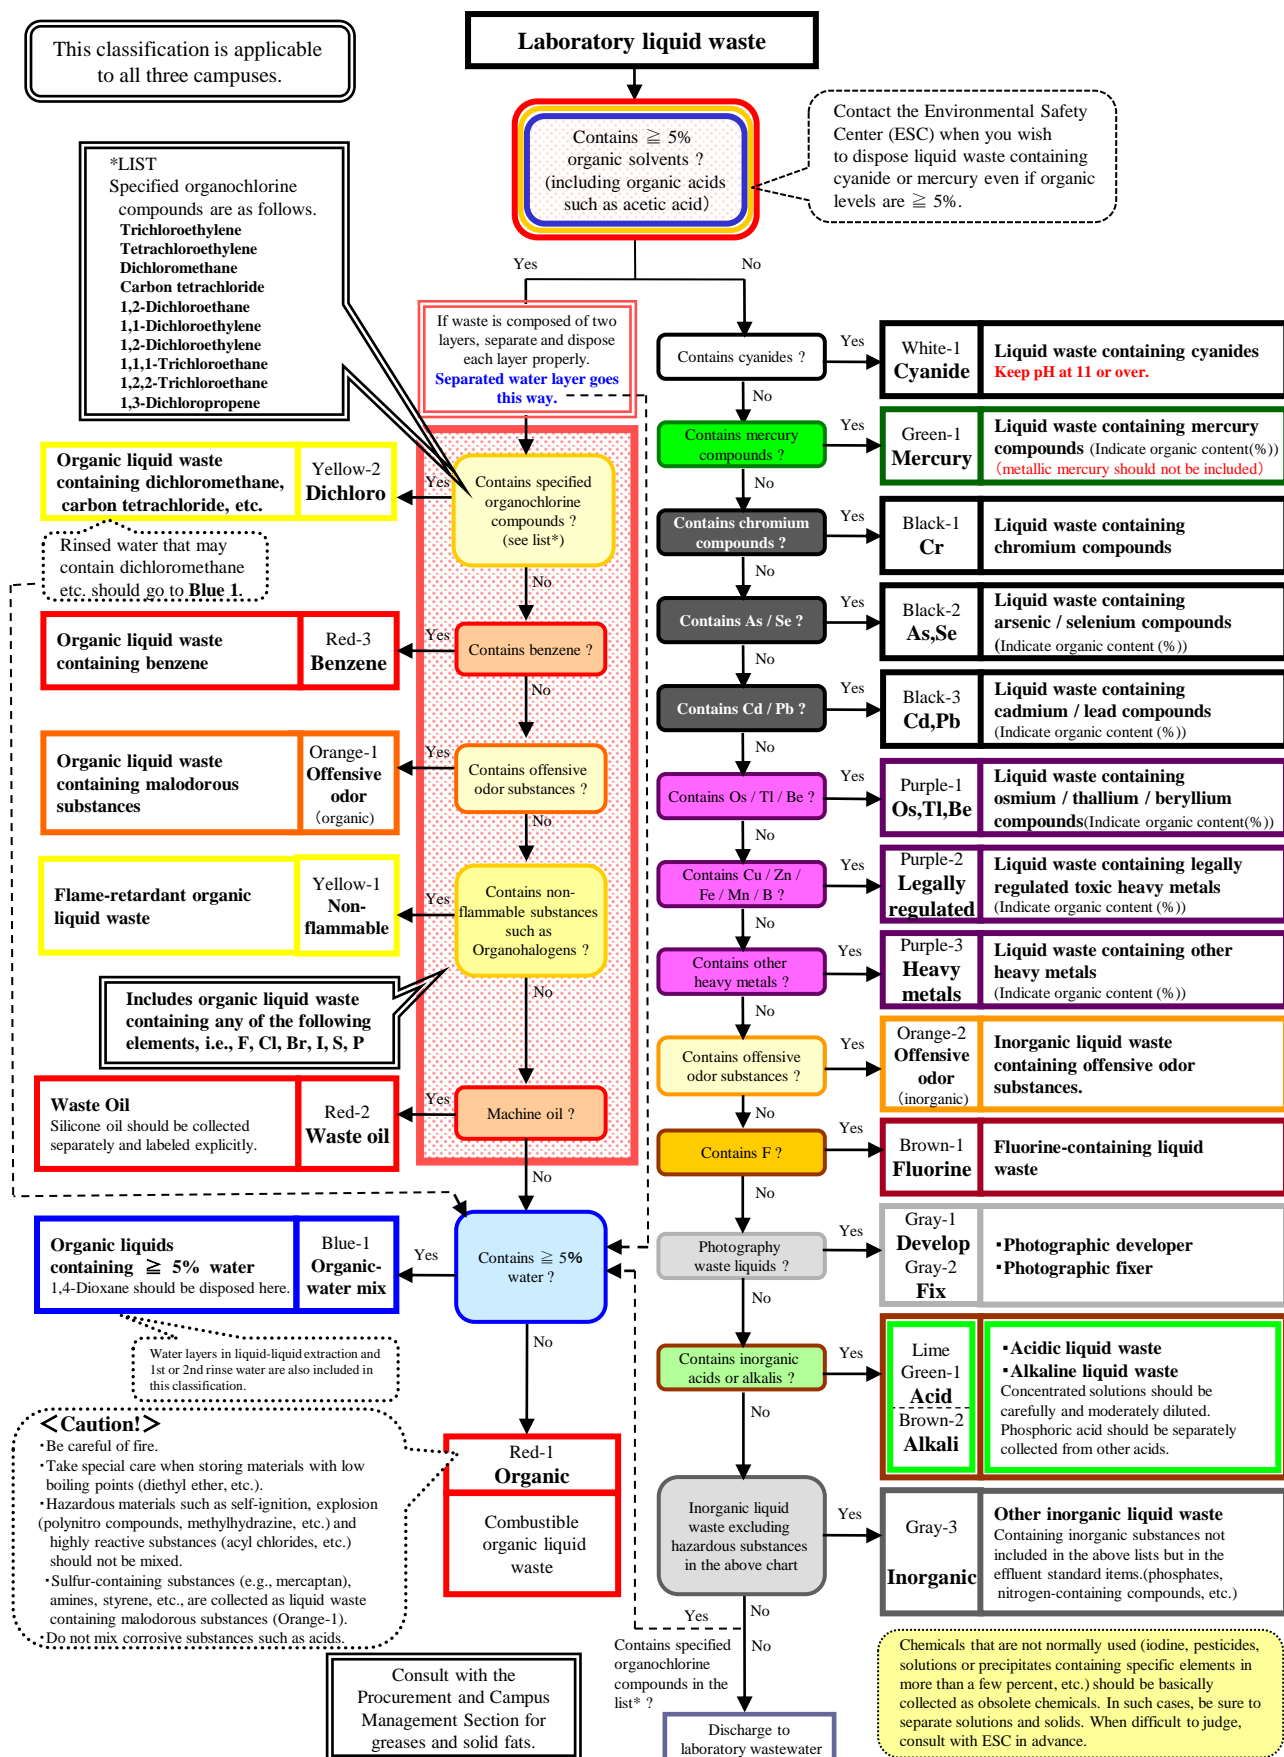 This classification is applicable
to all three campuses.
Laboratory liquid waste
Contains ≧ 5%
organic solvents ?
(including organic acids
such as acetic acid）
Contact the Environmental Safety
Center (ESC) when you wish
to dispose liquid waste containing
cyanide or mercury even if organic
levels are ≧ 5%.
*LIST
Specified organochlorine
compounds are as follows.
Trichloroethylene
Tetrachloroethylene
Dichloromethane
Carbon tetrachloride
1,2-Dichloroethane
1,1-Dichloroethylene
1,2-Dichloroethylene
1,1,1-Trichloroethane
1,2,2-Trichloroethane
1,3-Dichloropropene
Yes
No
If waste is composed of two
layers, separate and dispose
each layer properly.
Separated water layer goes
this way.
Contains specified
organochlorine
compounds ?
(see list*)
Yes
Yellow-2
Dichloro
Organic liquid waste
containing dichloromethane,
carbon tetrachloride, etc.
Rinsed water that may
contain dichloromethane
etc. should go to Blue 1.
No
Contains benzene ?
Yes
Red-3
Benzene
Organic liquid waste
containing benzene
No
Contains offensive
odor substances ?
Yes
Orange-1
Offensive
odor
（organic)
Organic liquid waste
containing malodorous
substances
No
Contains non-
flammable substances
such as
Organohalogens ?
Yes
Yellow-1
Non-
flammable
Flame-retardant organic
liquid waste
Includes organic liquid waste
containing any of the following
elements, i.e., F, Cl, Br, I, S, P
No
Machine oil ?
Yes
Red-2
Waste oil
Waste Oil
Silicone oil should be collected
separately and labeled explicitly.
No
Contains ≧ 5%
water ?
Yes
Blue-1
Organic-
water mix
Organic liquids
containing ≧ 5% water
1,4-Dioxane should be disposed here.
Water layers in liquid-liquid extraction and
1st or 2nd rinse water are also included in
this classification.
No
Red-1
Organic
Combustible
organic liquid
waste
＜Caution!＞
・Be careful of fire.
・Take special care when storing materials with low
boiling points (diethyl ether, etc.).
・Hazardous materials such as self-ignition, explosion
(polynitro compounds, methylhydrazine, etc.) and
highly reactive substances (acyl chlorides, etc.)
should not be mixed.
・Sulfur-containing substances (e.g., mercaptan),
amines, styrene, etc., are collected as liquid waste
containing malodorous substances (Orange-1).
・Do not mix corrosive substances such as acids.
Consult with the
Procurement and Campus
Management Section for
greases and solid fats.
Contains cyanides ?
Yes
White-1
Cyanide
Liquid waste containing cyanides
Keep pH at 11 or over.
No
Contains mercury
compounds ?
Yes
Green-1
Mercury
Liquid waste containing mercury
compounds (Indicate organic content(%))
（metallic mercury should not be included）
No
Contains chromium
compounds ?
Yes
Black-1
Cr
Liquid waste containing
chromium compounds
No
Contains As / Se ?
Yes
Black-2
As,Se
Liquid waste containing
arsenic / selenium compounds
(Indicate organic content (%))
No
Contains Cd / Pb ?
Yes
Black-3
Cd,Pb
Liquid waste containing
cadmium / lead compounds
(Indicate organic content (%))
No
Contains Os / Tl / Be ?
Yes
Purple-1
Os,Tl,Be
Liquid waste containing
osmium / thallium / beryllium
compounds(Indicate organic content(%))
No
Contains Cu / Zn /
Fe / Mn / B ?
Yes
Purple-2
Legally
regulated
Liquid waste containing legally
regulated toxic heavy metals
(Indicate organic content (%))
No
Contains other
heavy metals ?
Yes
Purple-3
Heavy
metals
Liquid waste containing other
heavy metals
(Indicate organic content (%))
No
Contains offensive
odor substances ?
Yes
Orange-2
Offensive
odor
（inorganic)
Inorganic liquid waste
containing offensive odor
substances.
No
Contains F ?
Yes
Brown-1
Fluorine
Fluorine-containing liquid
waste
No
Photography
waste liquids ?
Yes
Gray-1
Develop
Gray-2
Fix
・Photographic developer
・Photographic fixer
No
Contains inorganic
acids or alkalis ?
Yes
Lime
Green-1
Acid
Brown-2
Alkali
・Acidic liquid waste
・Alkaline liquid waste
Concentrated solutions should be
carefully and moderately diluted.
Phosphoric acid should be separately
collected from other acids.
No
Inorganic liquid
waste excluding
hazardous substances
in the above chart
Yes
Gray-3
Inorganic
Other inorganic liquid waste
Containing inorganic substances not
included in the above lists but in the
effluent standard items.(phosphates,
nitrogen-containing compounds, etc.)
No
Yes
No
Contains specified
organochlorine
compounds in the
list* ?
Discharge to
laboratory wastewater
Chemicals that are not normally used (iodine, pesticides,
solutions or precipitates containing specific elements in
more than a few percent, etc.) should be basically
collected as obsolete chemicals. In such cases, be sure to
separate solutions and solids. When difficult to judge,
consult with ESC in advance.